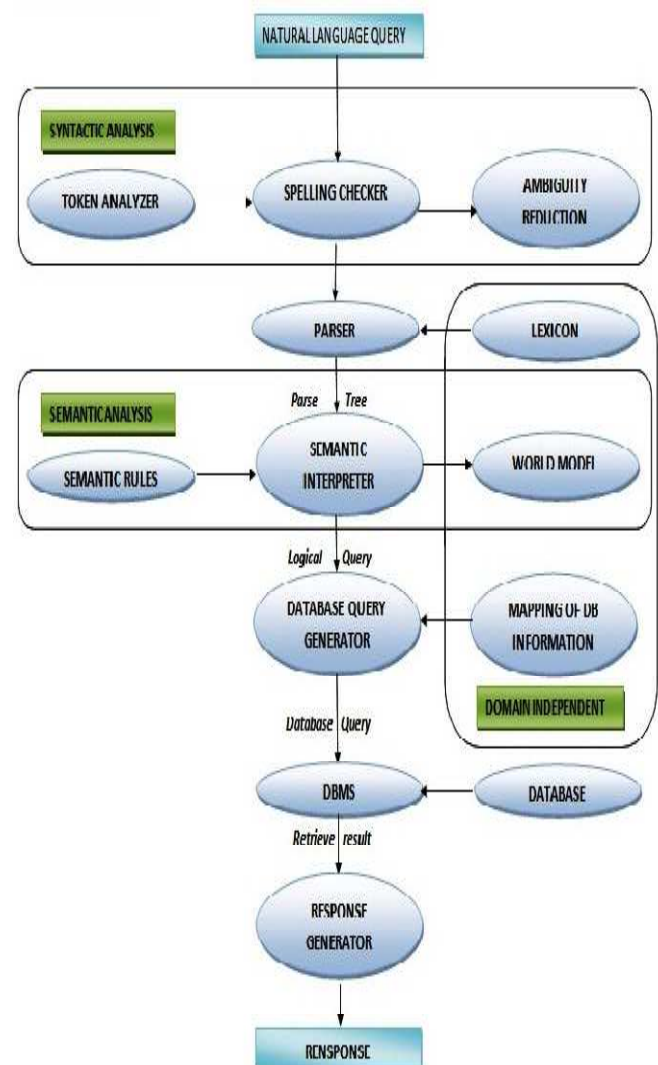 NATURAL LANGUAGE QUERY
SYNTACTIC ANALYSIS
TOKEN ANALYZER
SPELLING CHECKER
AMBIGUITY
REDUCTION
PARSER
LEXICON
Parse Tree
SEMANTIC ANALYSIS
SEMANTIC RULES
SEMANTIC
INTERPRETER
WORLD MODEL
Logical Query
DATABASE QUERY
GENERATOR
MAPPING OF DB
INFORMATION
DOMAIN INDEPENDENT
Database Query
DBMS
DATABASE
Retrieve result
RESPONSE
GENERATOR
RENSPONSE